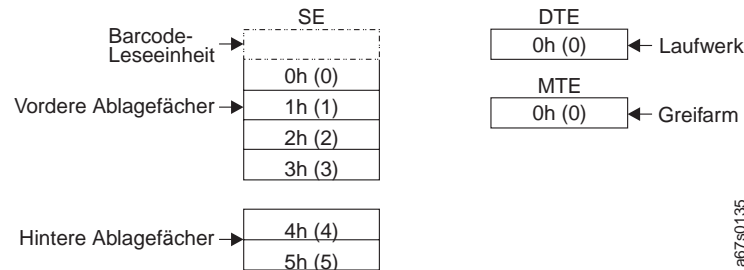 SE
Barcode-
Leseeinheit
0h (0)
Vordere Ablagefächer
1h (1)
2h (2)
3h (3)
Hintere Ablagefächer
4h (4)
5h (5)
DTE
0h (0)
Laufwerk
MTE
0h (0)
Greifarm
a67s0135